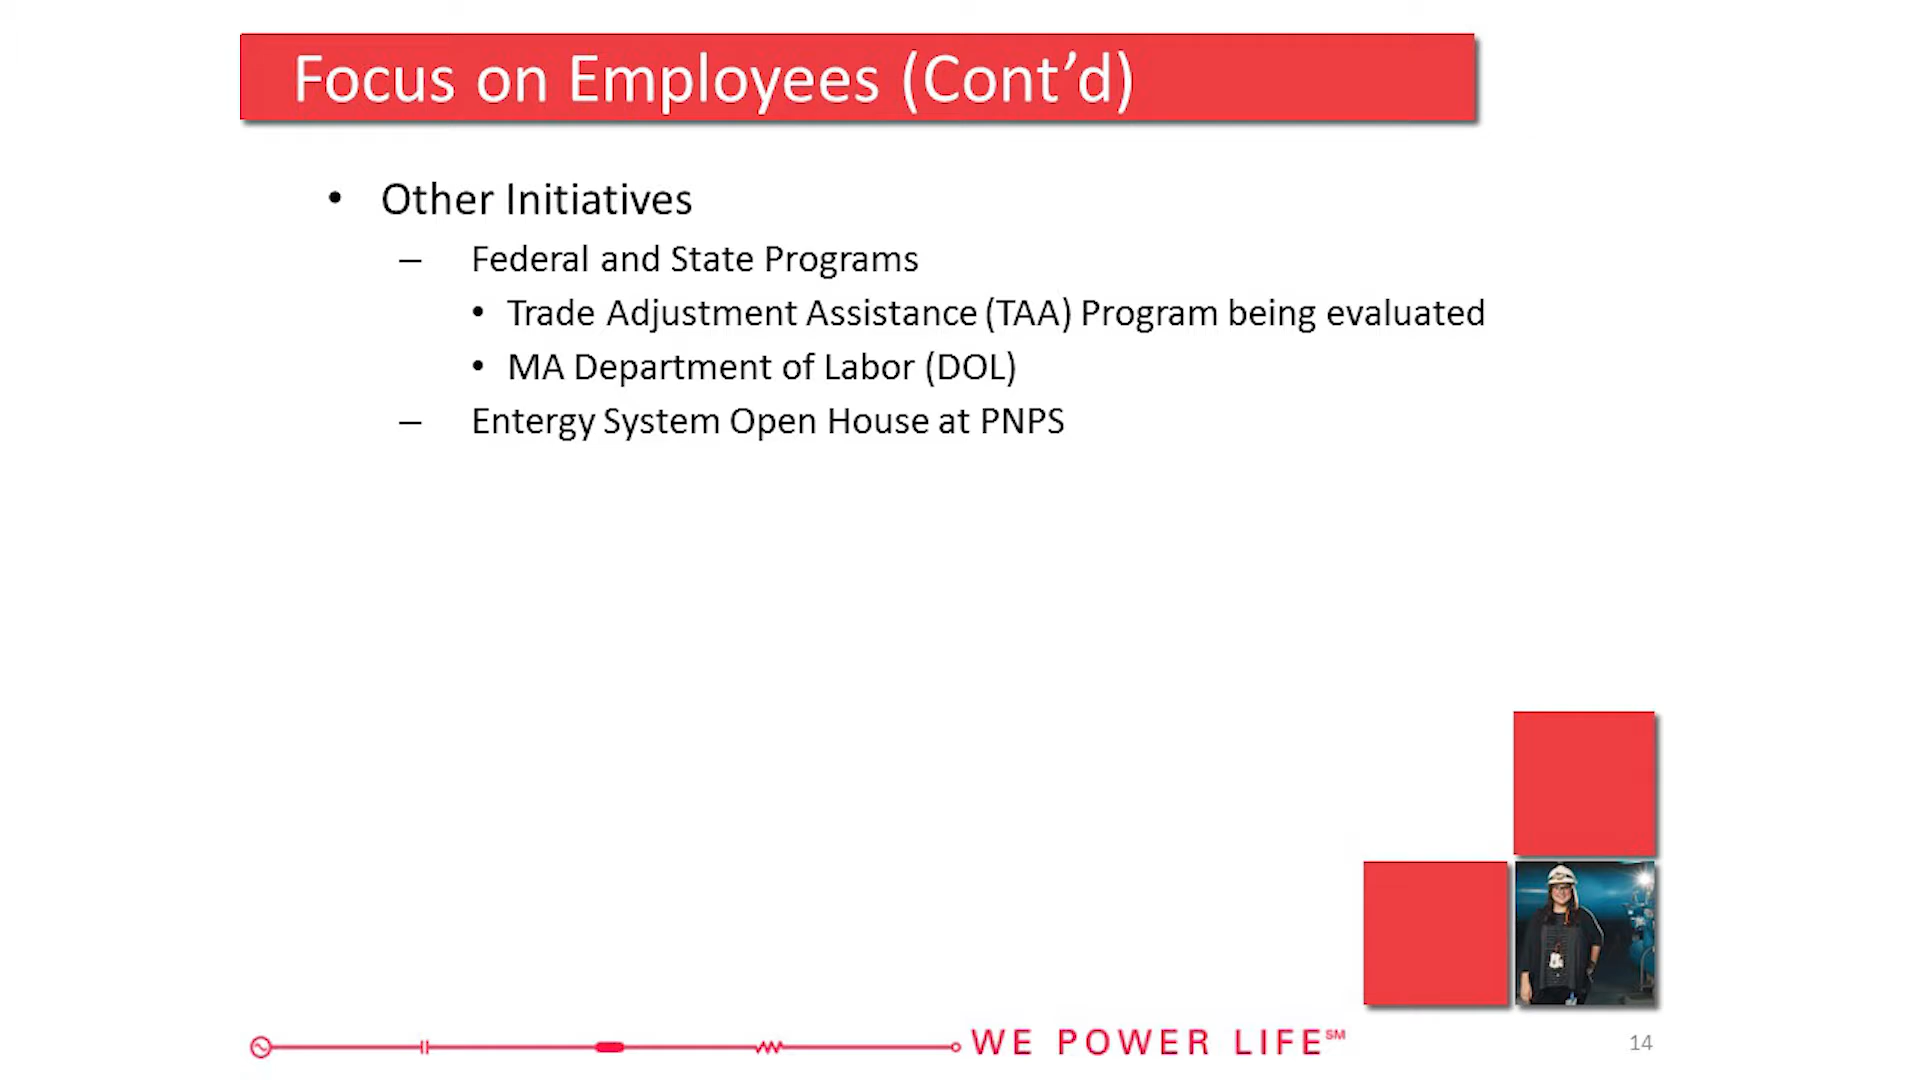 Focus on Employees (Cont’d)
• Other Initiatives
– Federal and State Programs
• Trade Adjustment Assistance (TAA) Program being evaluated
• MA Department of Labor (DOL)
– Entergy System Open House at PNPS
WE POWER LIFE℠
14